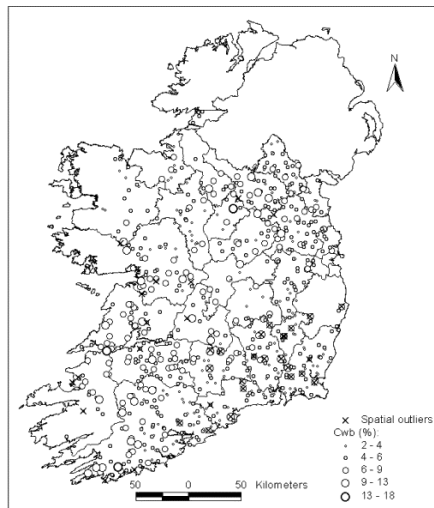 N
× Spatial outliers
Cwb (%):
2 - 4
4 - 6
6 - 9
9 - 13
13 - 18
50 0 50 Kilometers